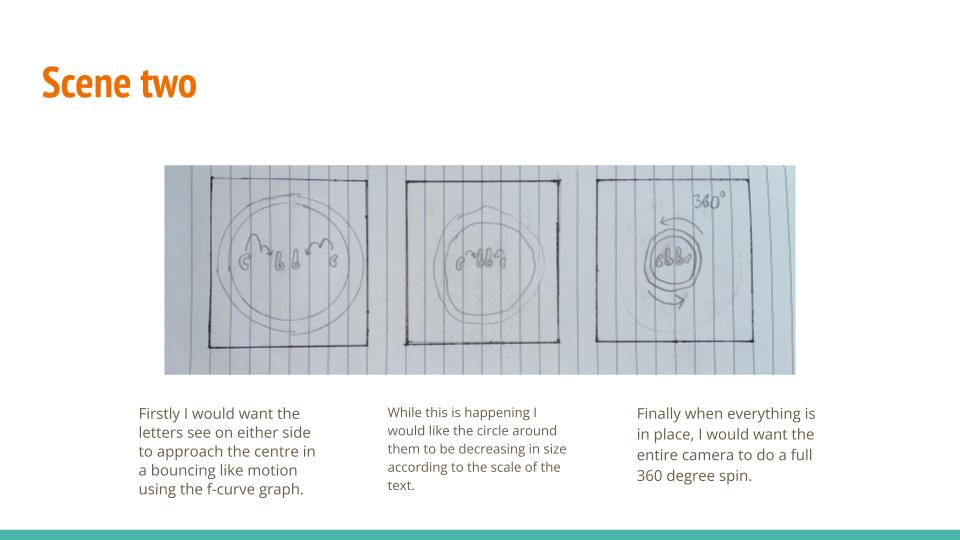 Scene two
360°
c b b c
c b b c
c b b c
Firstly I would want the
letters see on either side
to approach the centre in
a bouncing like motion
using the f-curve graph.
While this is happening I
would like the circle around
them to be decreasing in size
according to the scale of the
text.
Finally when everything is
in place, I would want the
entire camera to do a full
360 degree spin.